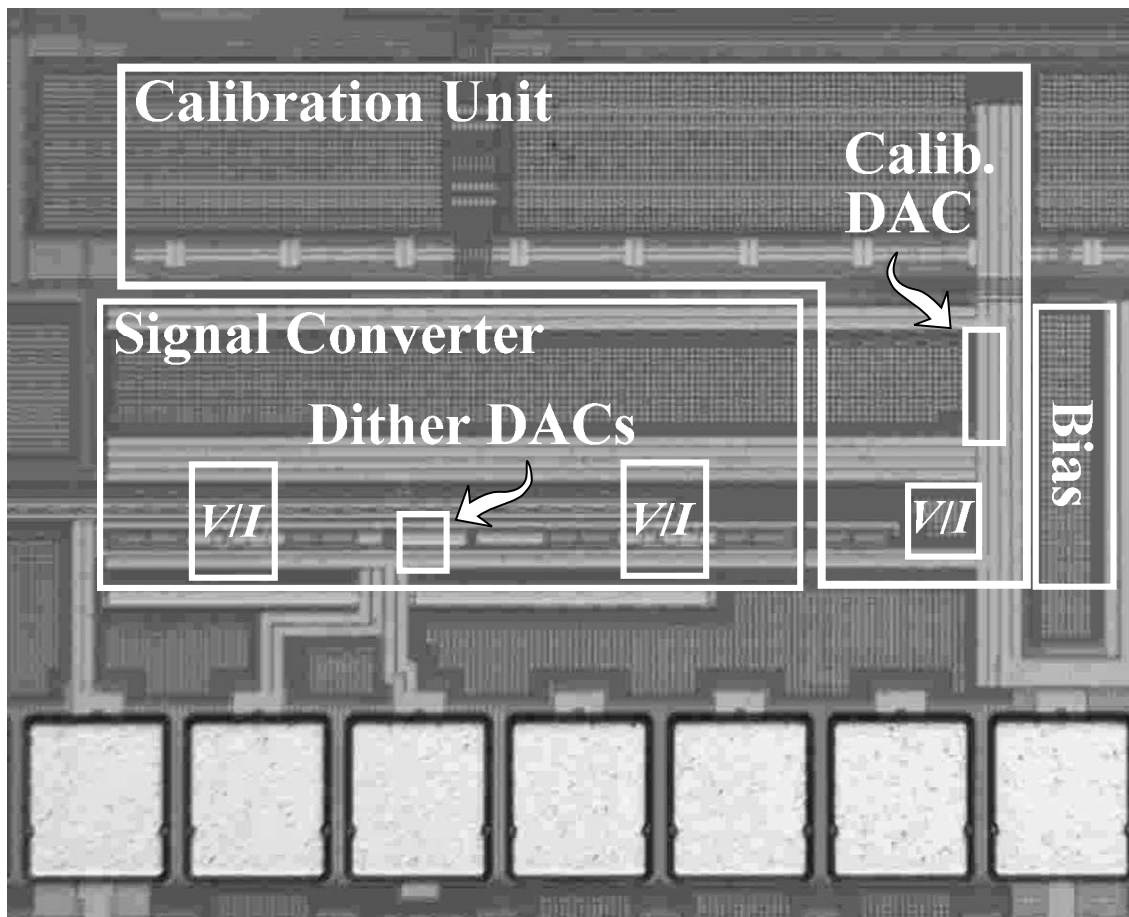 Calibration Unit
Calib.
DAC
Signal Converter
Dither DACs
V/I
V/I
V/I
Bias